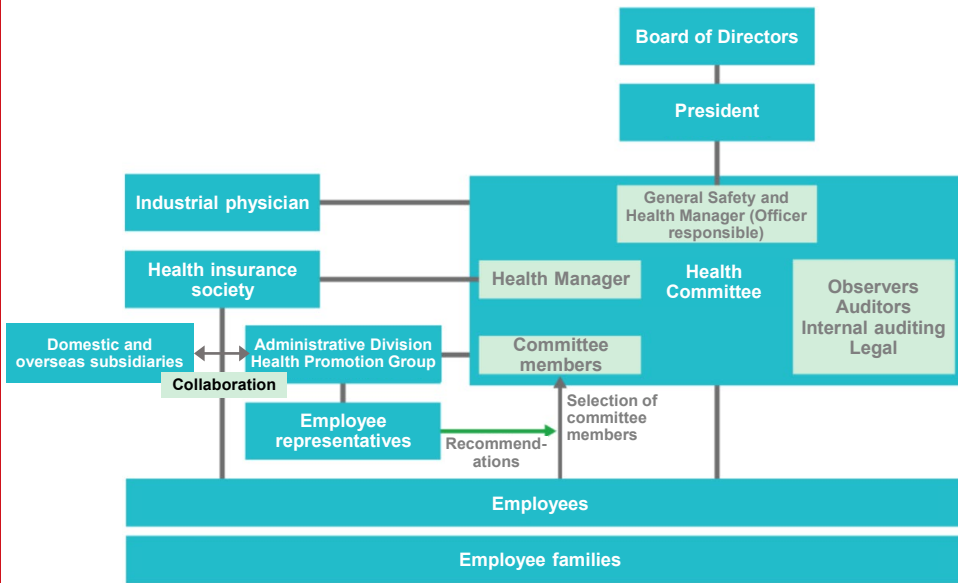 Board of Directors
President
Industrial physician
General Safety and
Health Manager (Officer
responsible)
Health insurance
society
Health Manager
Health
Committee
Observers
Auditors
Internal auditing
Legal
Domestic and
overseas subsidiaries
Administrative Division
Health Promotion Group
Committee
members
Collaboration
Employee
representatives
Recommend-
ations
Selection of
committee
members
Employees
Employee families